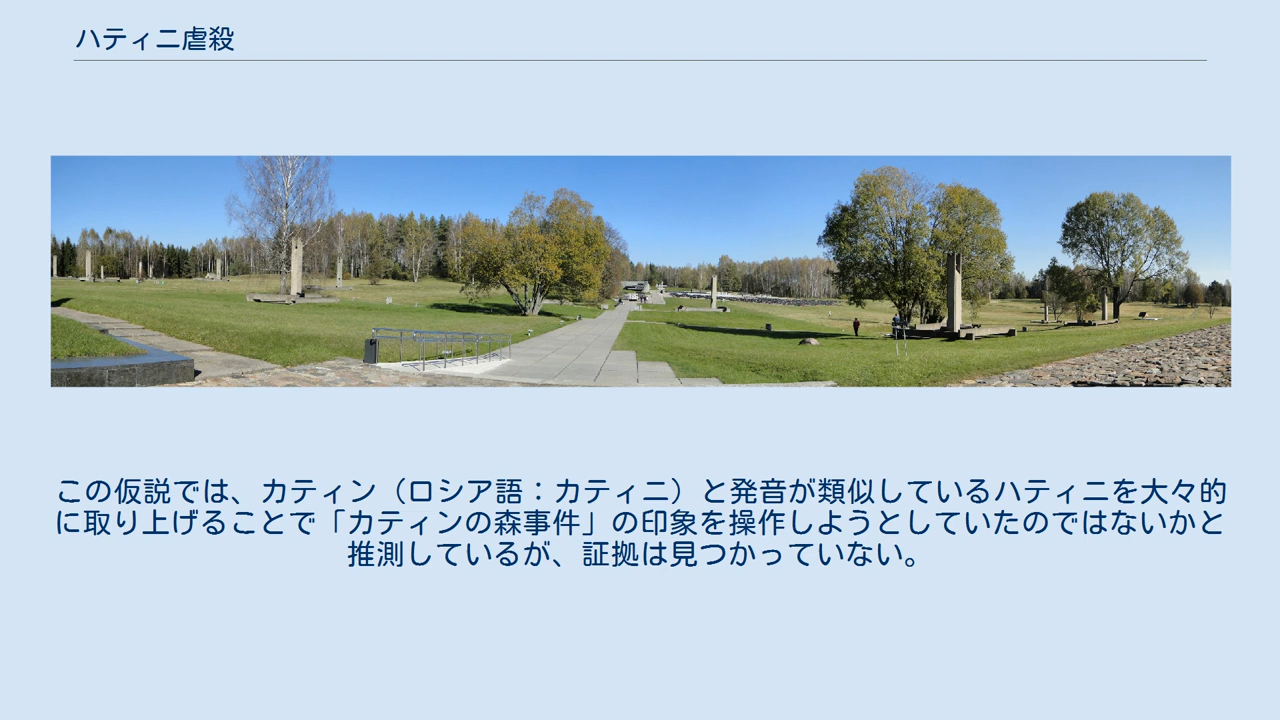 ハティニ虐殺
この仮説では、カティン（ロシア語：カティニ）と発音が類似しているハティニを大々的
に取り上げることで「カティンの森事件」の印象を操作しようとしていたのではないかと
推測しているが、証拠は見つかっていない。